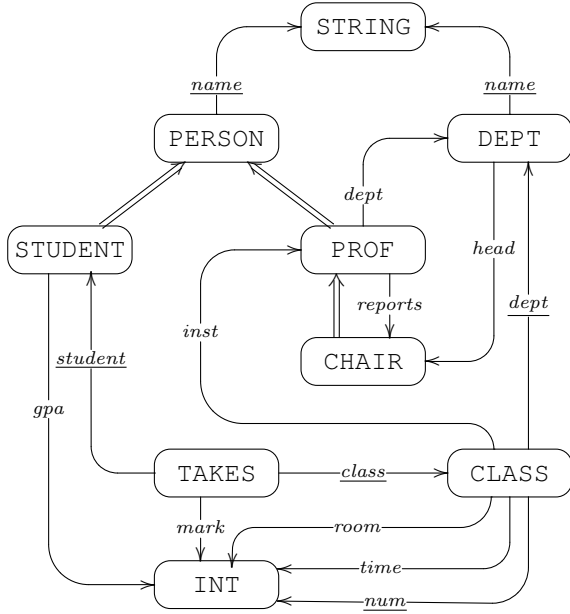 STRING
name name
PERSON DEPT
dept
STUDENT PROF head
inst reports dept
student CHAIR
gpa
TAKES class CLASS
mark room
time
INT
num